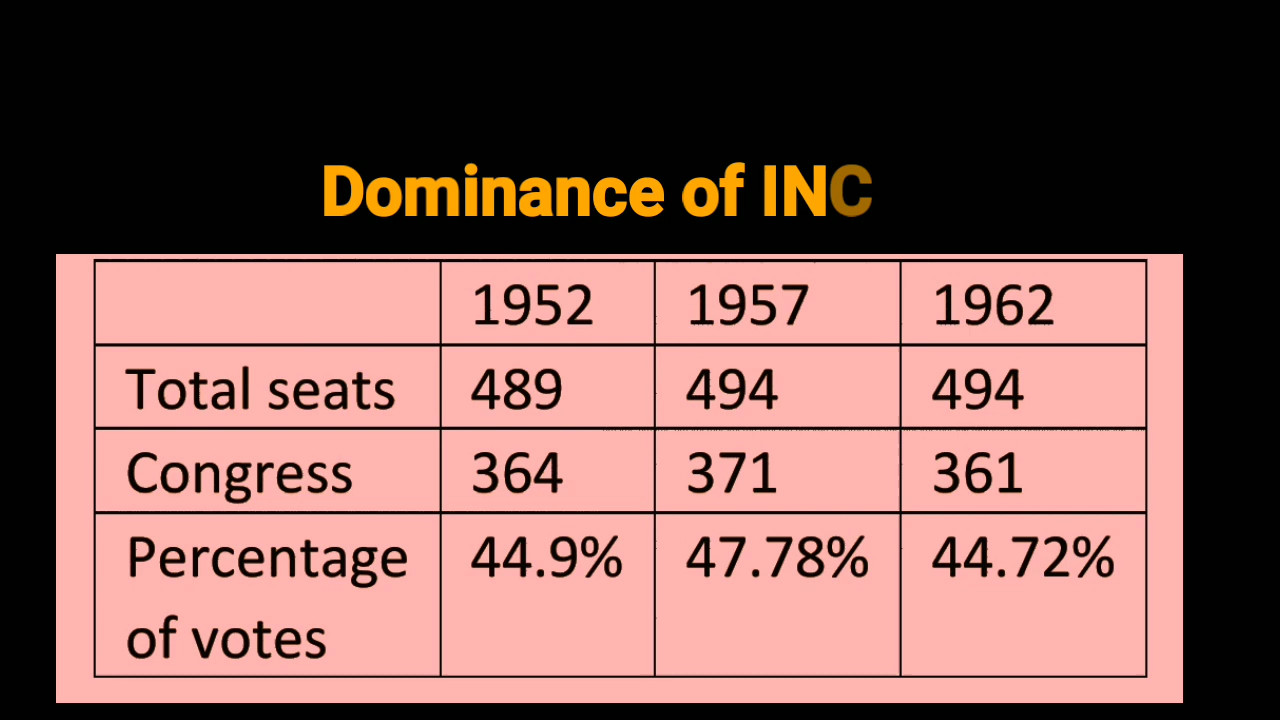 Dominance of INC
1952 1957 1962
Total seats 489 494 494
Congress 364 371 361
Percentage of votes 44.9% 47.78% 44.72%